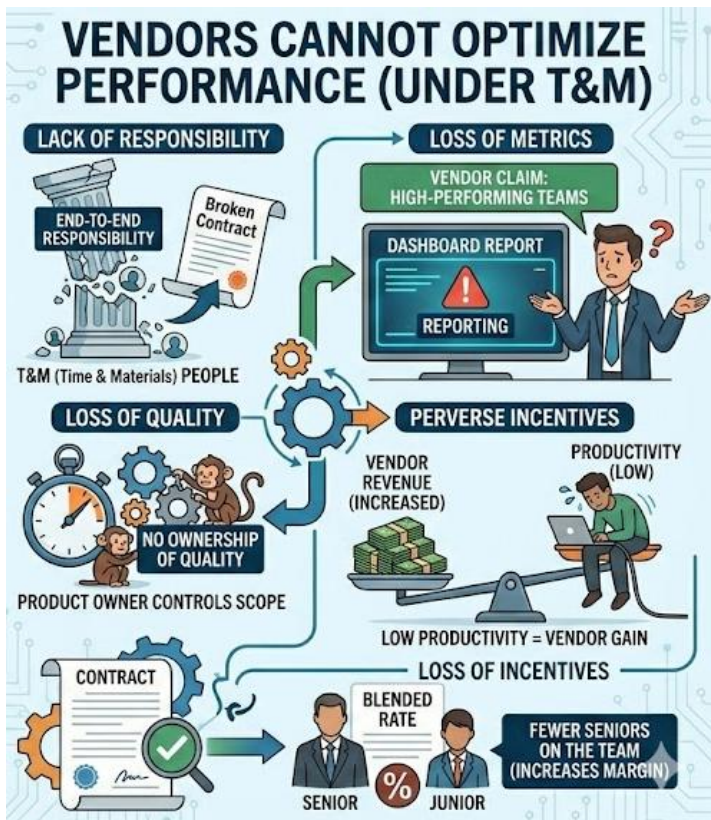 VENDORS CANNOT OPTIMIZE
PERFORMANCE (UNDER T&M)
LACK OF RESPONSIBILITY
END-TO-END
RESPONSIBILITY
Broken
Contract
T&M (Time & Materials) PEOPLE
LOSS OF METRICS
VENDOR CLAIM:
HIGH-PERFORMING TEAMS
DASHBOARD REPORT
!
REPORTING
?
LOSS OF QUALITY
NO OWNERSHIP
OF QUALITY
PRODUCT OWNER CONTROLS SCOPE
PERVERSE INCENTIVES
VENDOR
REVENUE
(INCREASED)
PRODUCTIVITY
(LOW)
LOW PRODUCTIVITY = VENDOR GAIN
LOSS OF INCENTIVES
CONTRACT
BLENDED
RATE
%
SENIOR
JUNIOR
FEWER SENIORS
ON THE TEAM
(INCREASES MARGIN)